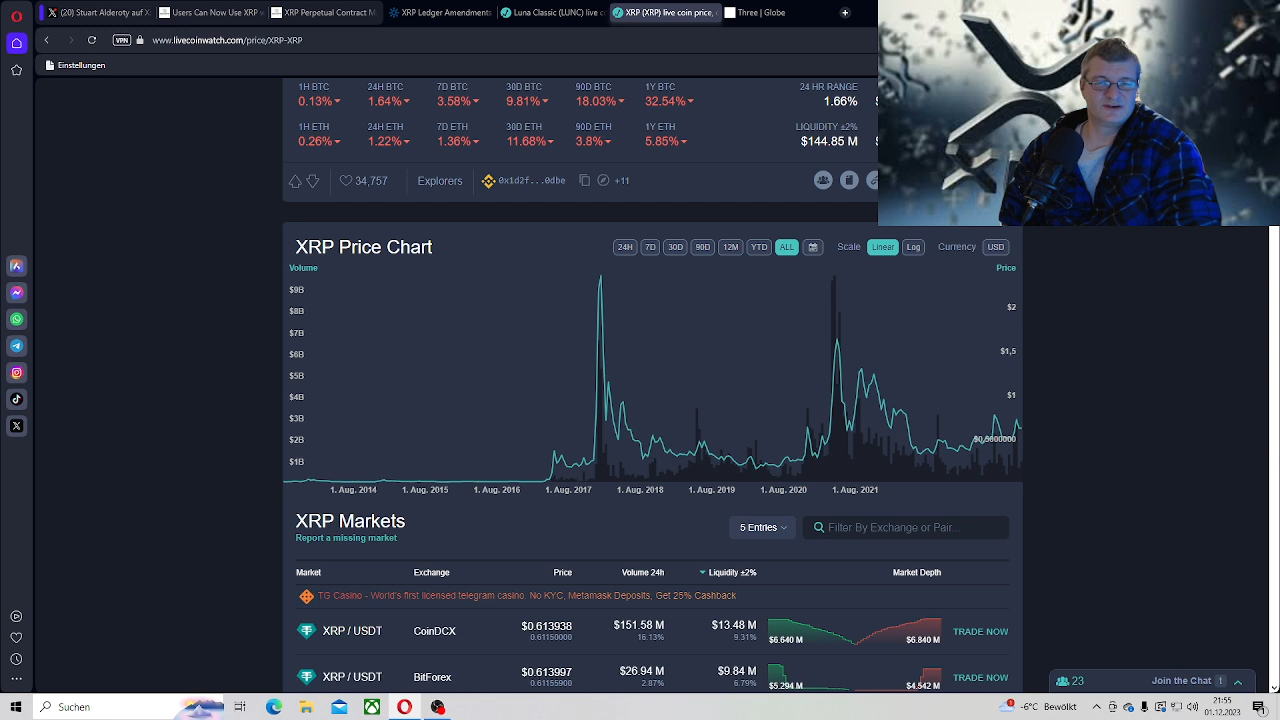 (20) Stuart Alderoty auf X:
Users Can Now Use XRP w
XRP Perpetual Contract M
XRP Ledger Amendments
Luna Classic (LUNC) live c
XRP (XRP) live coin price,
Three | Globe
VPN
www.livecoinwatch.com/price/XRP-XRP
Einstellungen
1H BTC 24H BTC 7D BTC 30D BTC 90D BTC 1Y BTC 24 HR RANGE
0.13% 1.64% 3.58% 9.81% 18.03% 32.54% 1.66%
1H ETH 24H ETH 7D ETH 30D ETH 90D ETH 1Y ETH LIQUIDITY ±2%
0.26% 1.22% 1.36% 11.68% 3.8% 5.85% $144.85 M
34,757 Explorers 0x1d2f...0dbe +11
XRP Price Chart
24H 7D 30D 90D 12M YTD ALL Scale Linear Log Currency USD
Volume Price
$9B
$8B
$7B
$6B
$5B
$4B
$3B
$2B
$1B
$2
$1,5
$1
1. Aug. 2014 1. Aug. 2015 1. Aug. 2016 1. Aug. 2017 1. Aug. 2018 1. Aug. 2019 1. Aug. 2020 1. Aug. 2021
XRP Markets
Report a missing market
5 Entries
Filter By Exchange or Pair...
Market Exchange Price Volume 24h Liquidity ±2% Market Depth
TG Casino - World's first licensed telegram casino. No KYC, Metamask Deposits, Get 25% Cashback
XRP / USDT CoinDCX $0.613938 $151.58 M $13.48 M TRADE NOW
0.61150000 16.13% 9.31% $6.640 M $6.840 M
XRP / USDT BitForex $0.613997 $26.94 M $9.84 M TRADE NOW
0.61155900 2.87% 6.79% $5.294 M $4.542 M
23 Join the Chat 1
Suchen
-6°C Bewölkt
21:55
01.12.2023